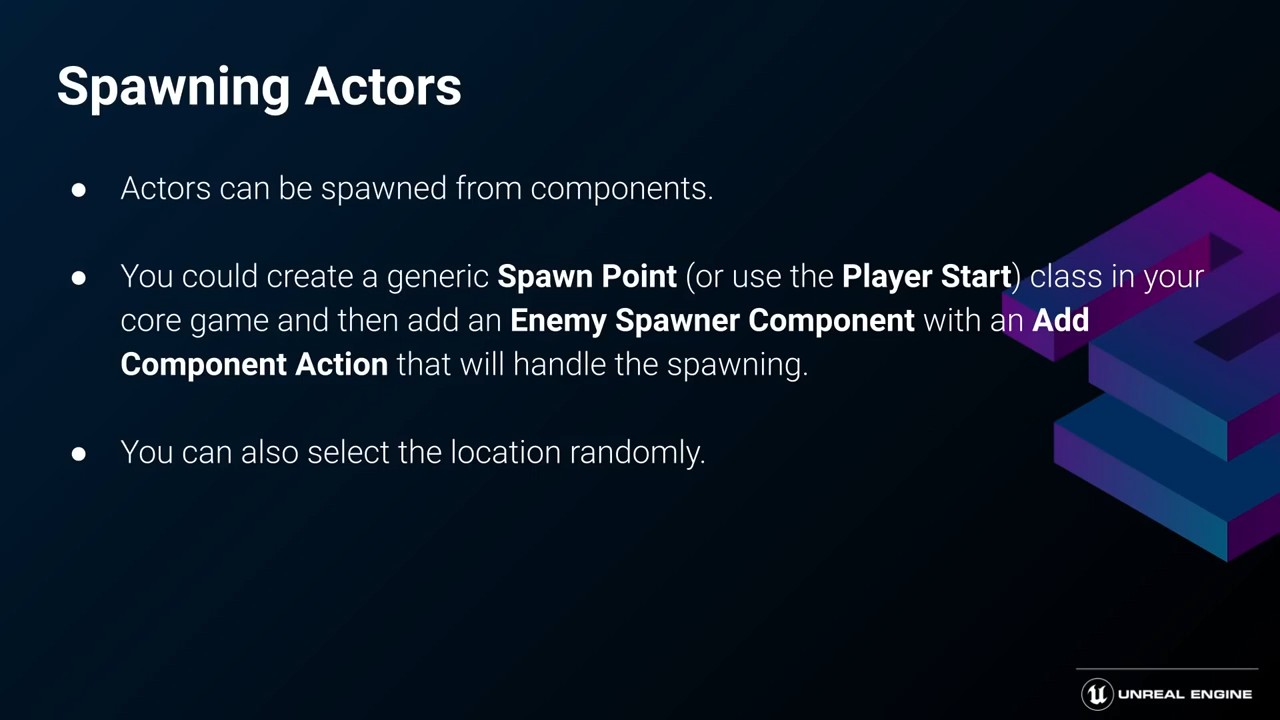 Spawning Actors
● Actors can be spawned from components.
● You could create a generic Spawn Point (or use the Player Start) class in your
core game and then add an Enemy Spawner Component with an Add
Component Action that will handle the spawning.
● You can also select the location randomly.
UNREAL ENGINE